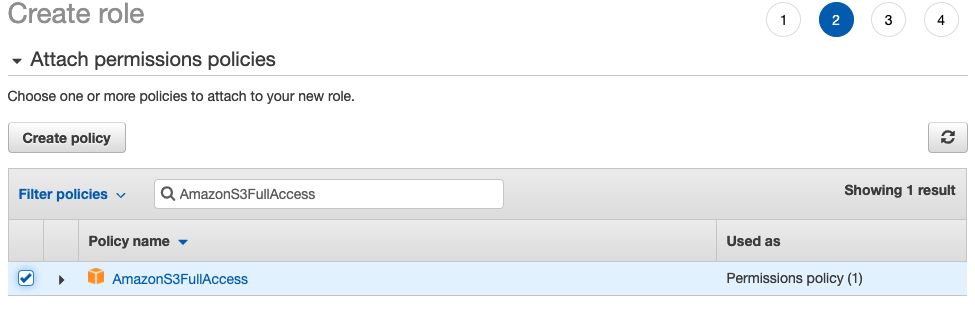 Create role
1 2 3 4
Attach permissions policies
Choose one or more policies to attach to your new role.
Create policy
Filter policies AmazonS3FullAccess Showing 1 result
Policy name Used as
AmazonS3FullAccess Permissions policy (1)